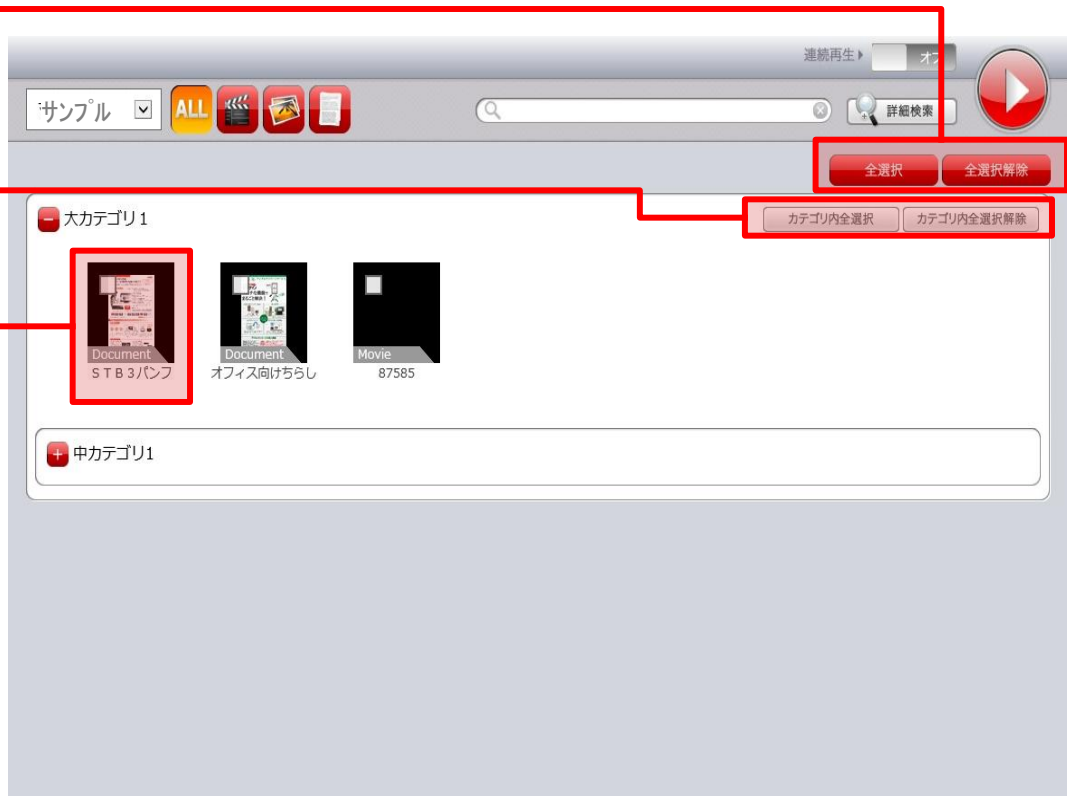 連続再生
オフ
サンプル
ALL
詳細検索
全選択 全選択解除
大カテゴリ1
カテゴリ内全選択 カテゴリ内全選択解除
Document Document Movie
STB3パンフ オフィス向けちらし 87585
中カテゴリ1